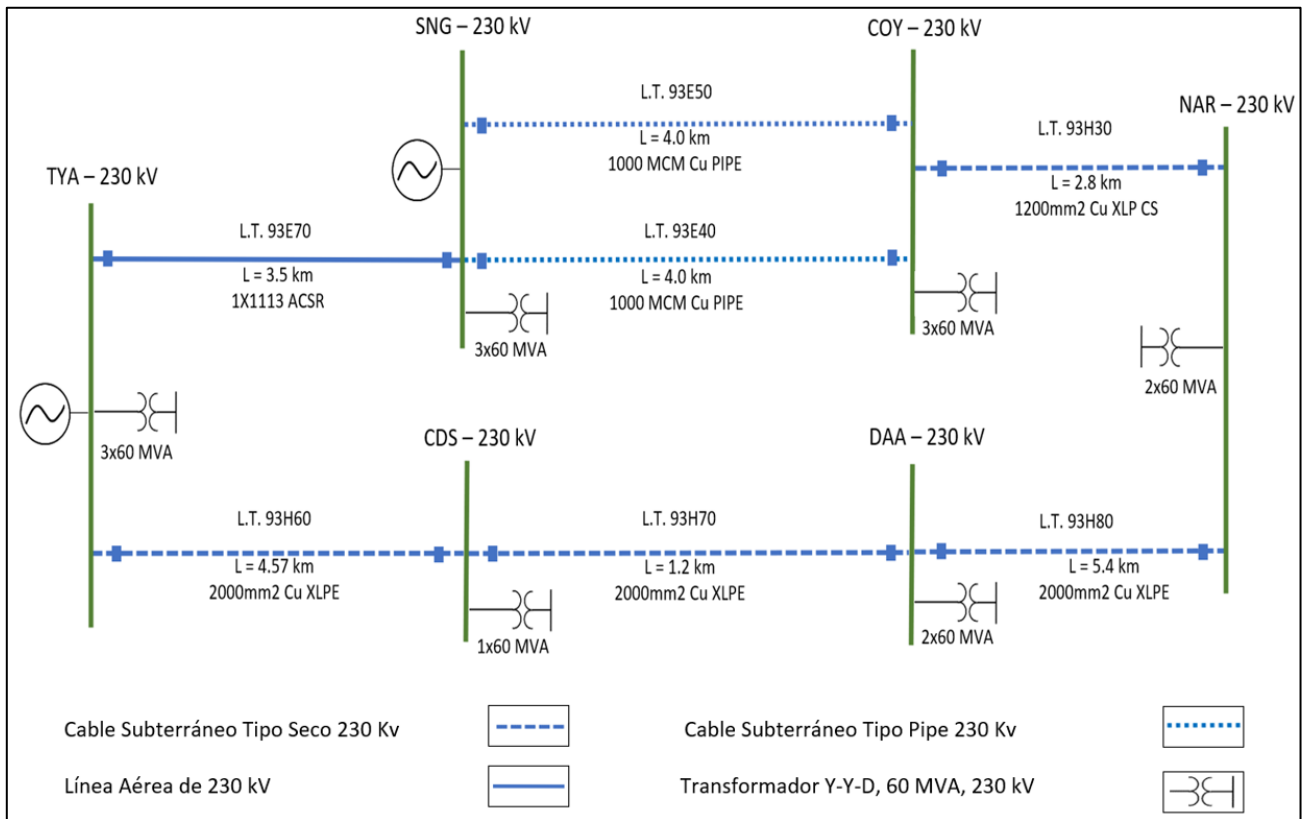 SNG – 230 kV
COY – 230 kV
L.T. 93E50
L = 4.0 km
1000 MCM Cu PIPE
NAR – 230 kV
L.T. 93H30
L = 2.8 km
1200mm2 Cu XLP CS
TYA – 230 kV
L.T. 93E70
L = 3.5 km
1X1113 ACSR
L.T. 93E40
L = 4.0 km
1000 MCM Cu PIPE
3x60 MVA
3x60 MVA
2x60 MVA
3x60 MVA
CDS – 230 kV
DAA – 230 kV
L.T. 93H60
L = 4.57 km
2000mm2 Cu XLPE
L.T. 93H70
L = 1.2 km
2000mm2 Cu XLPE
L.T. 93H80
L = 5.4 km
2000mm2 Cu XLPE
1x60 MVA
2x60 MVA
Cable Subterráneo Tipo Seco 230 Kv
Cable Subterráneo Tipo Pipe 230 Kv
Línea Aérea de 230 kV
Transformador Y-Y-D, 60 MVA, 230 kV